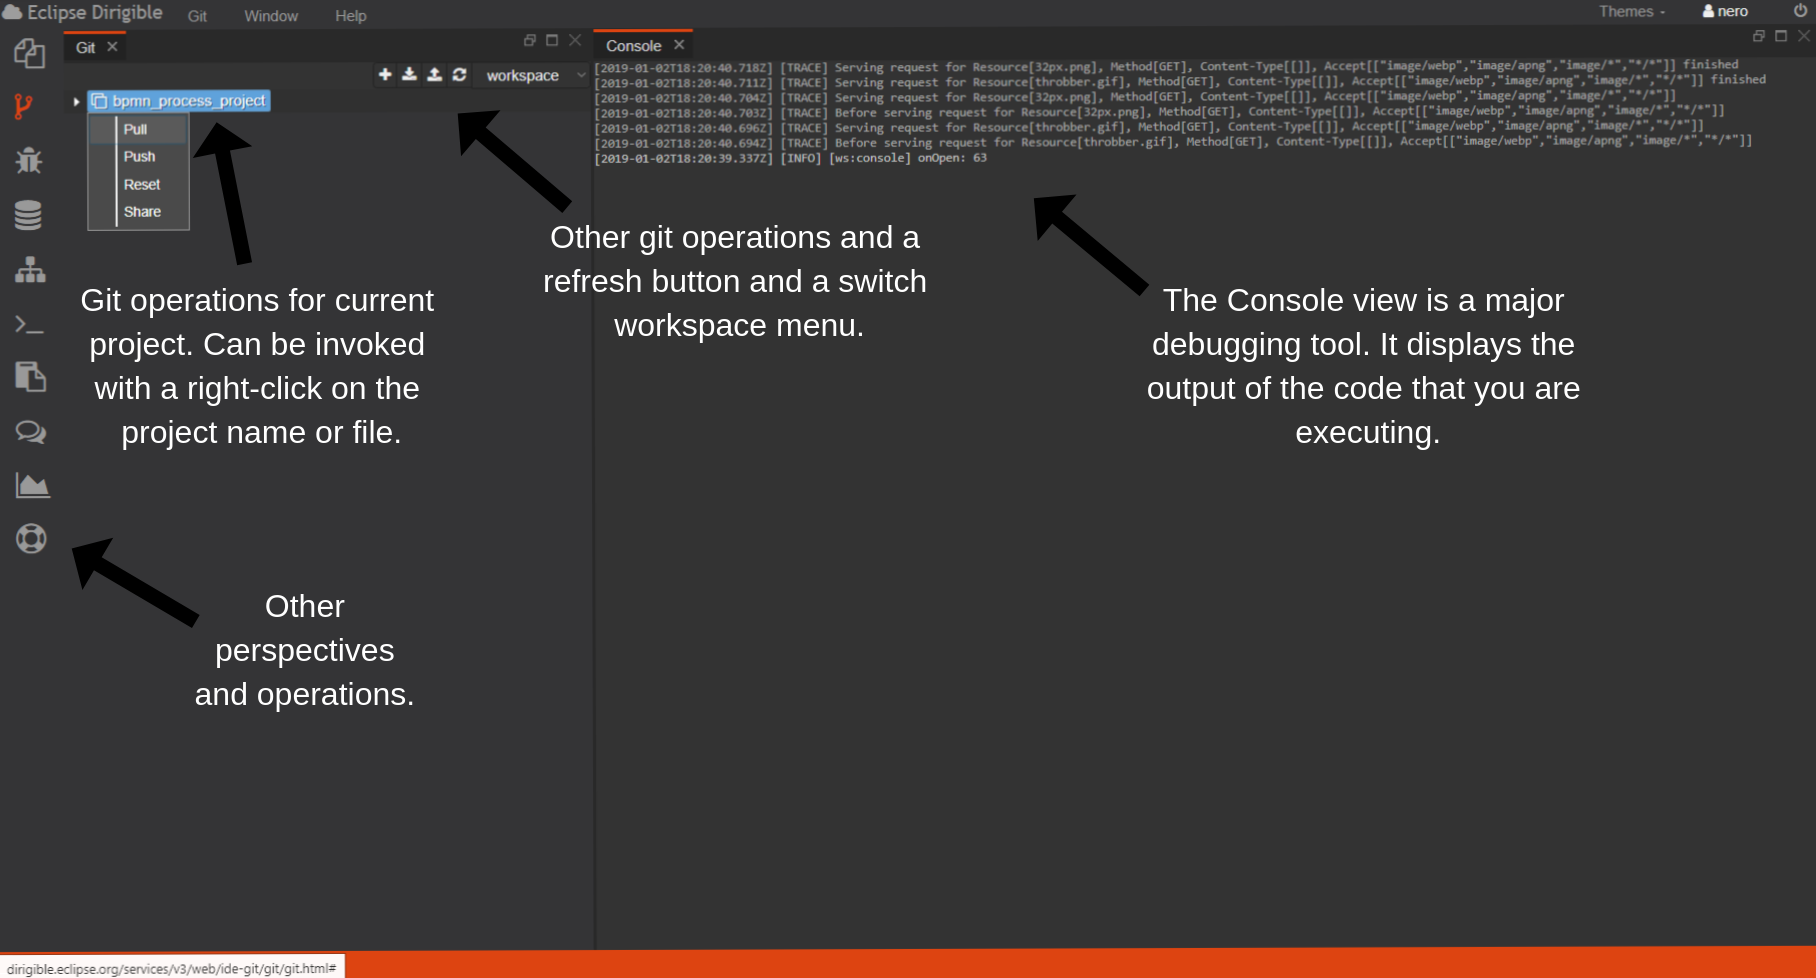 Eclipse Dirigible Git Window Help Themes nero
Git
Console
workspace
bpmn_process_project
Pull
Push
Reset
Share
[2019-01-02T18:20:40.718Z] [TRACE] Serving request for Resource[32px.png], Method[GET], Content-Type[[]], Accept[["image/webp","image/apng","image/*","*/*"]] finished
[2019-01-02T18:20:40.711Z] [TRACE] Serving request for Resource[throbber.gif], Method[GET], Content-Type[[]], Accept[["image/webp","image/apng","image/*","*/*"]] finished
[2019-01-02T18:20:40.704Z] [TRACE] Serving request for Resource[32px.png], Method[GET], Content-Type[[]], Accept[["image/webp","image/apng","image/*","*/*"]]
[2019-01-02T18:20:40.703Z] [TRACE] Before serving request for Resource[32px.png], Method[GET], Content-Type[[]], Accept[["image/webp","image/apng","image/*","*/*"]]
[2019-01-02T18:20:40.696Z] [TRACE] Serving request for Resource[throbber.gif], Method[GET], Content-Type[[]], Accept[["image/webp","image/apng","image/*","*/*"]]
[2019-01-02T18:20:40.694Z] [TRACE] Before serving request for Resource[throbber.gif], Method[GET], Content-Type[[]], Accept[["image/webp","image/apng","image/*","*/*"]]
[2019-01-02T18:20:39.337Z] [INFO] [ws:console] onOpen: 63
Git operations for current
project. Can be invoked
with a right-click on the
project name or file.
Other git operations and a
refresh button and a switch
workspace menu.
The Console view is a major
debugging tool. It displays the
output of the code that you are
executing.
Other
perspectives
and operations.
dirigible.eclipse.org/services/v3/web/ide-git/git/git.html#